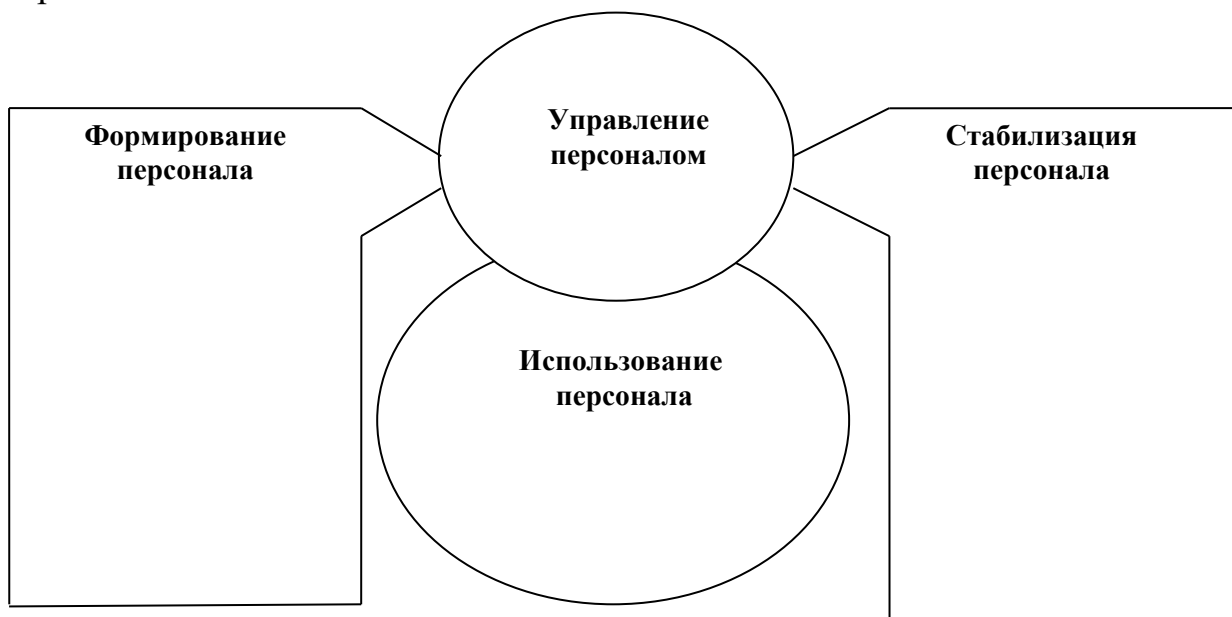 Формирование
персонала
Управление
персоналом
Стабилизация
персонала
Использование
персонала